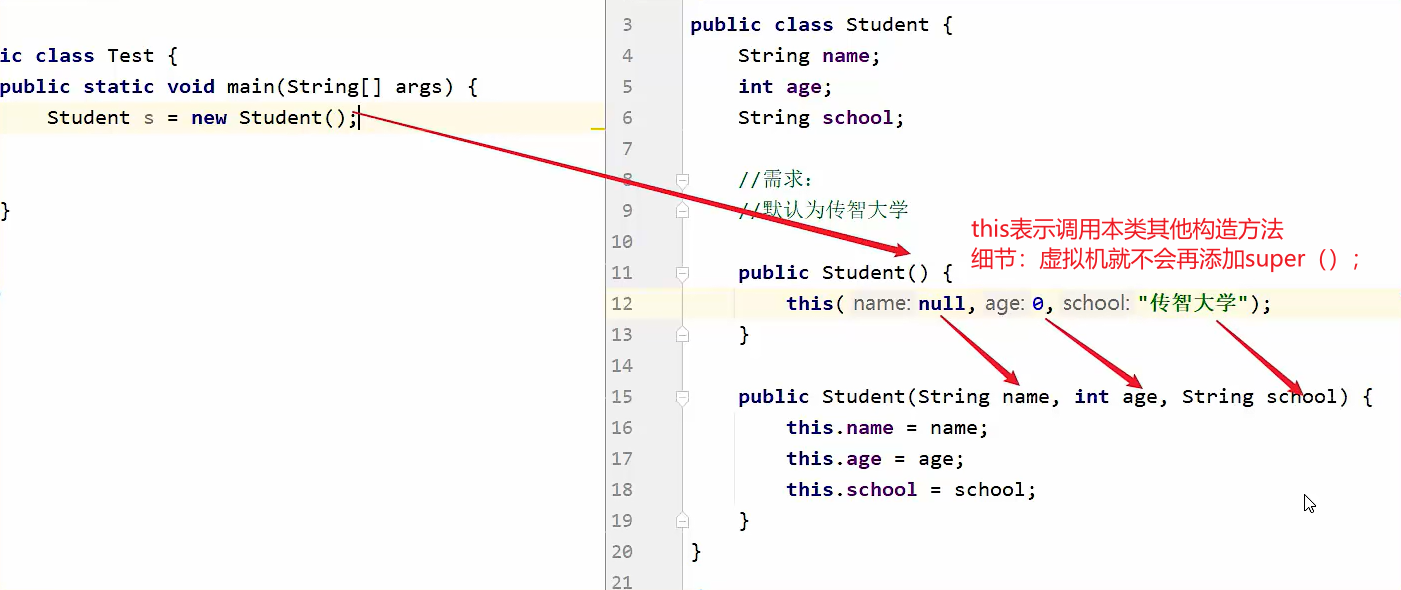 ic class Test {
public static void main(String[] args) {
Student s = new Student();
}
3 public class Student {
4 String name;
5 int age;
6 String school;
7
8 //需求：
9 //默认为传智大学
10
this表示调用本类其他构造方法
细节：虚拟机就不会再添加super（）；
11 public Student() {
12 this( name: null, age: 0, school: "传智大学");
13 }
14
15 public Student(String name, int age, String school) {
16 this.name = name;
17 this.age = age;
18 this.school = school;
19 }
20 }
21